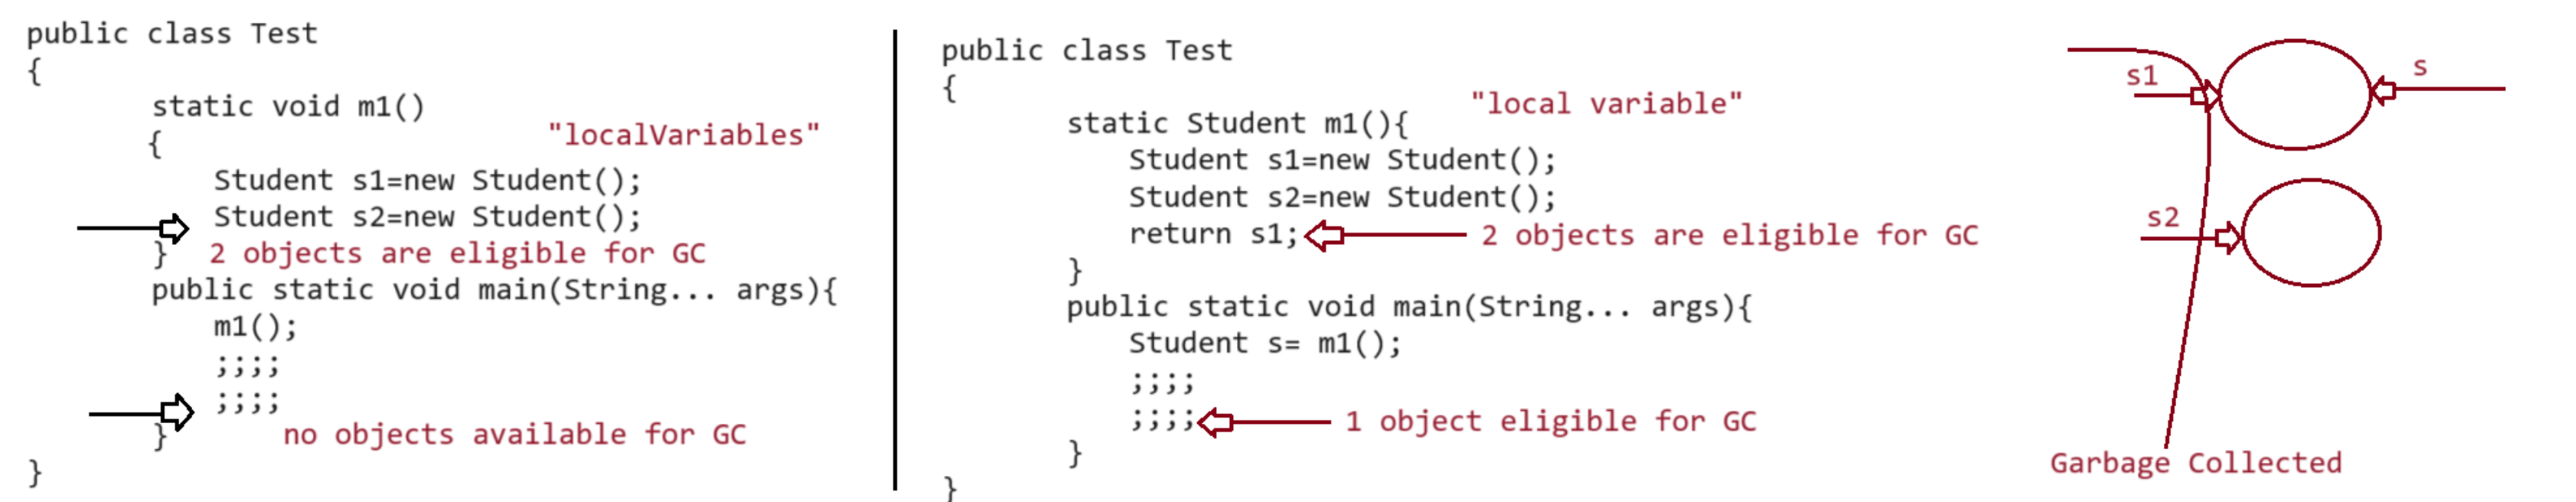 public class Test
{
static void m1()
{
"localVariables"
Student s1=new Student();
Student s2=new Student();
} 2 objects are eligible for GC
public static void main(String... args){
m1();
;;;;
;;;;
} no objects available for GC
}
public class Test
{
"local variable"
static Student m1(){
Student s1=new Student();
Student s2=new Student();
return s1; 2 objects are eligible for GC
}
public static void main(String... args){
Student s= m1();
;;;;
;;;; 1 object eligible for GC
}
}
s1
s
s2
Garbage Collected